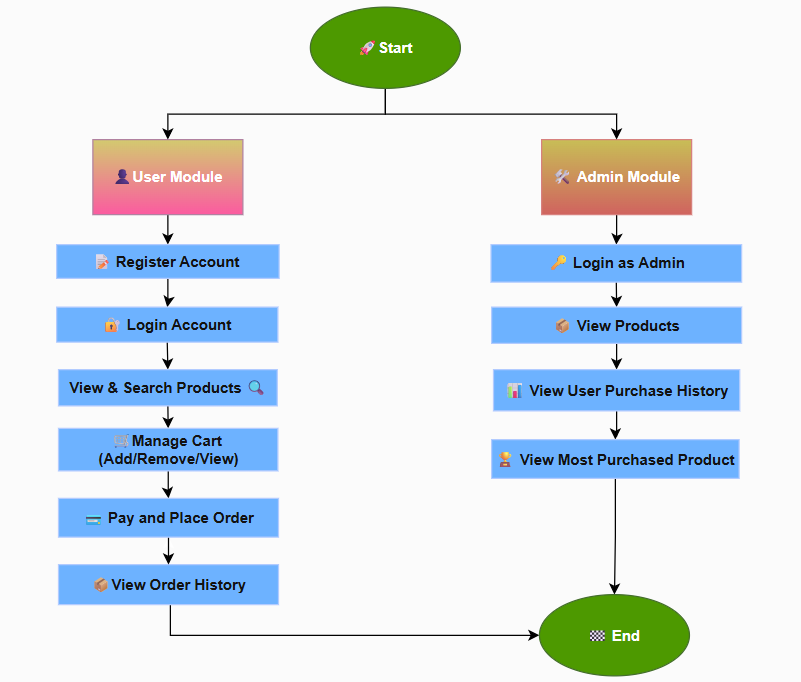 🚀 Start
👤User Module
🛠️ Admin Module
📝 Register Account
🔑 Login as Admin
🔐 Login Account
📦 View Products
View & Search Products 🔍
📊 View User Purchase History
🛒Manage Cart
(Add/Remove/View)
🏆 View Most Purchased Product
💳 Pay and Place Order
📦View Order History
🏁 End